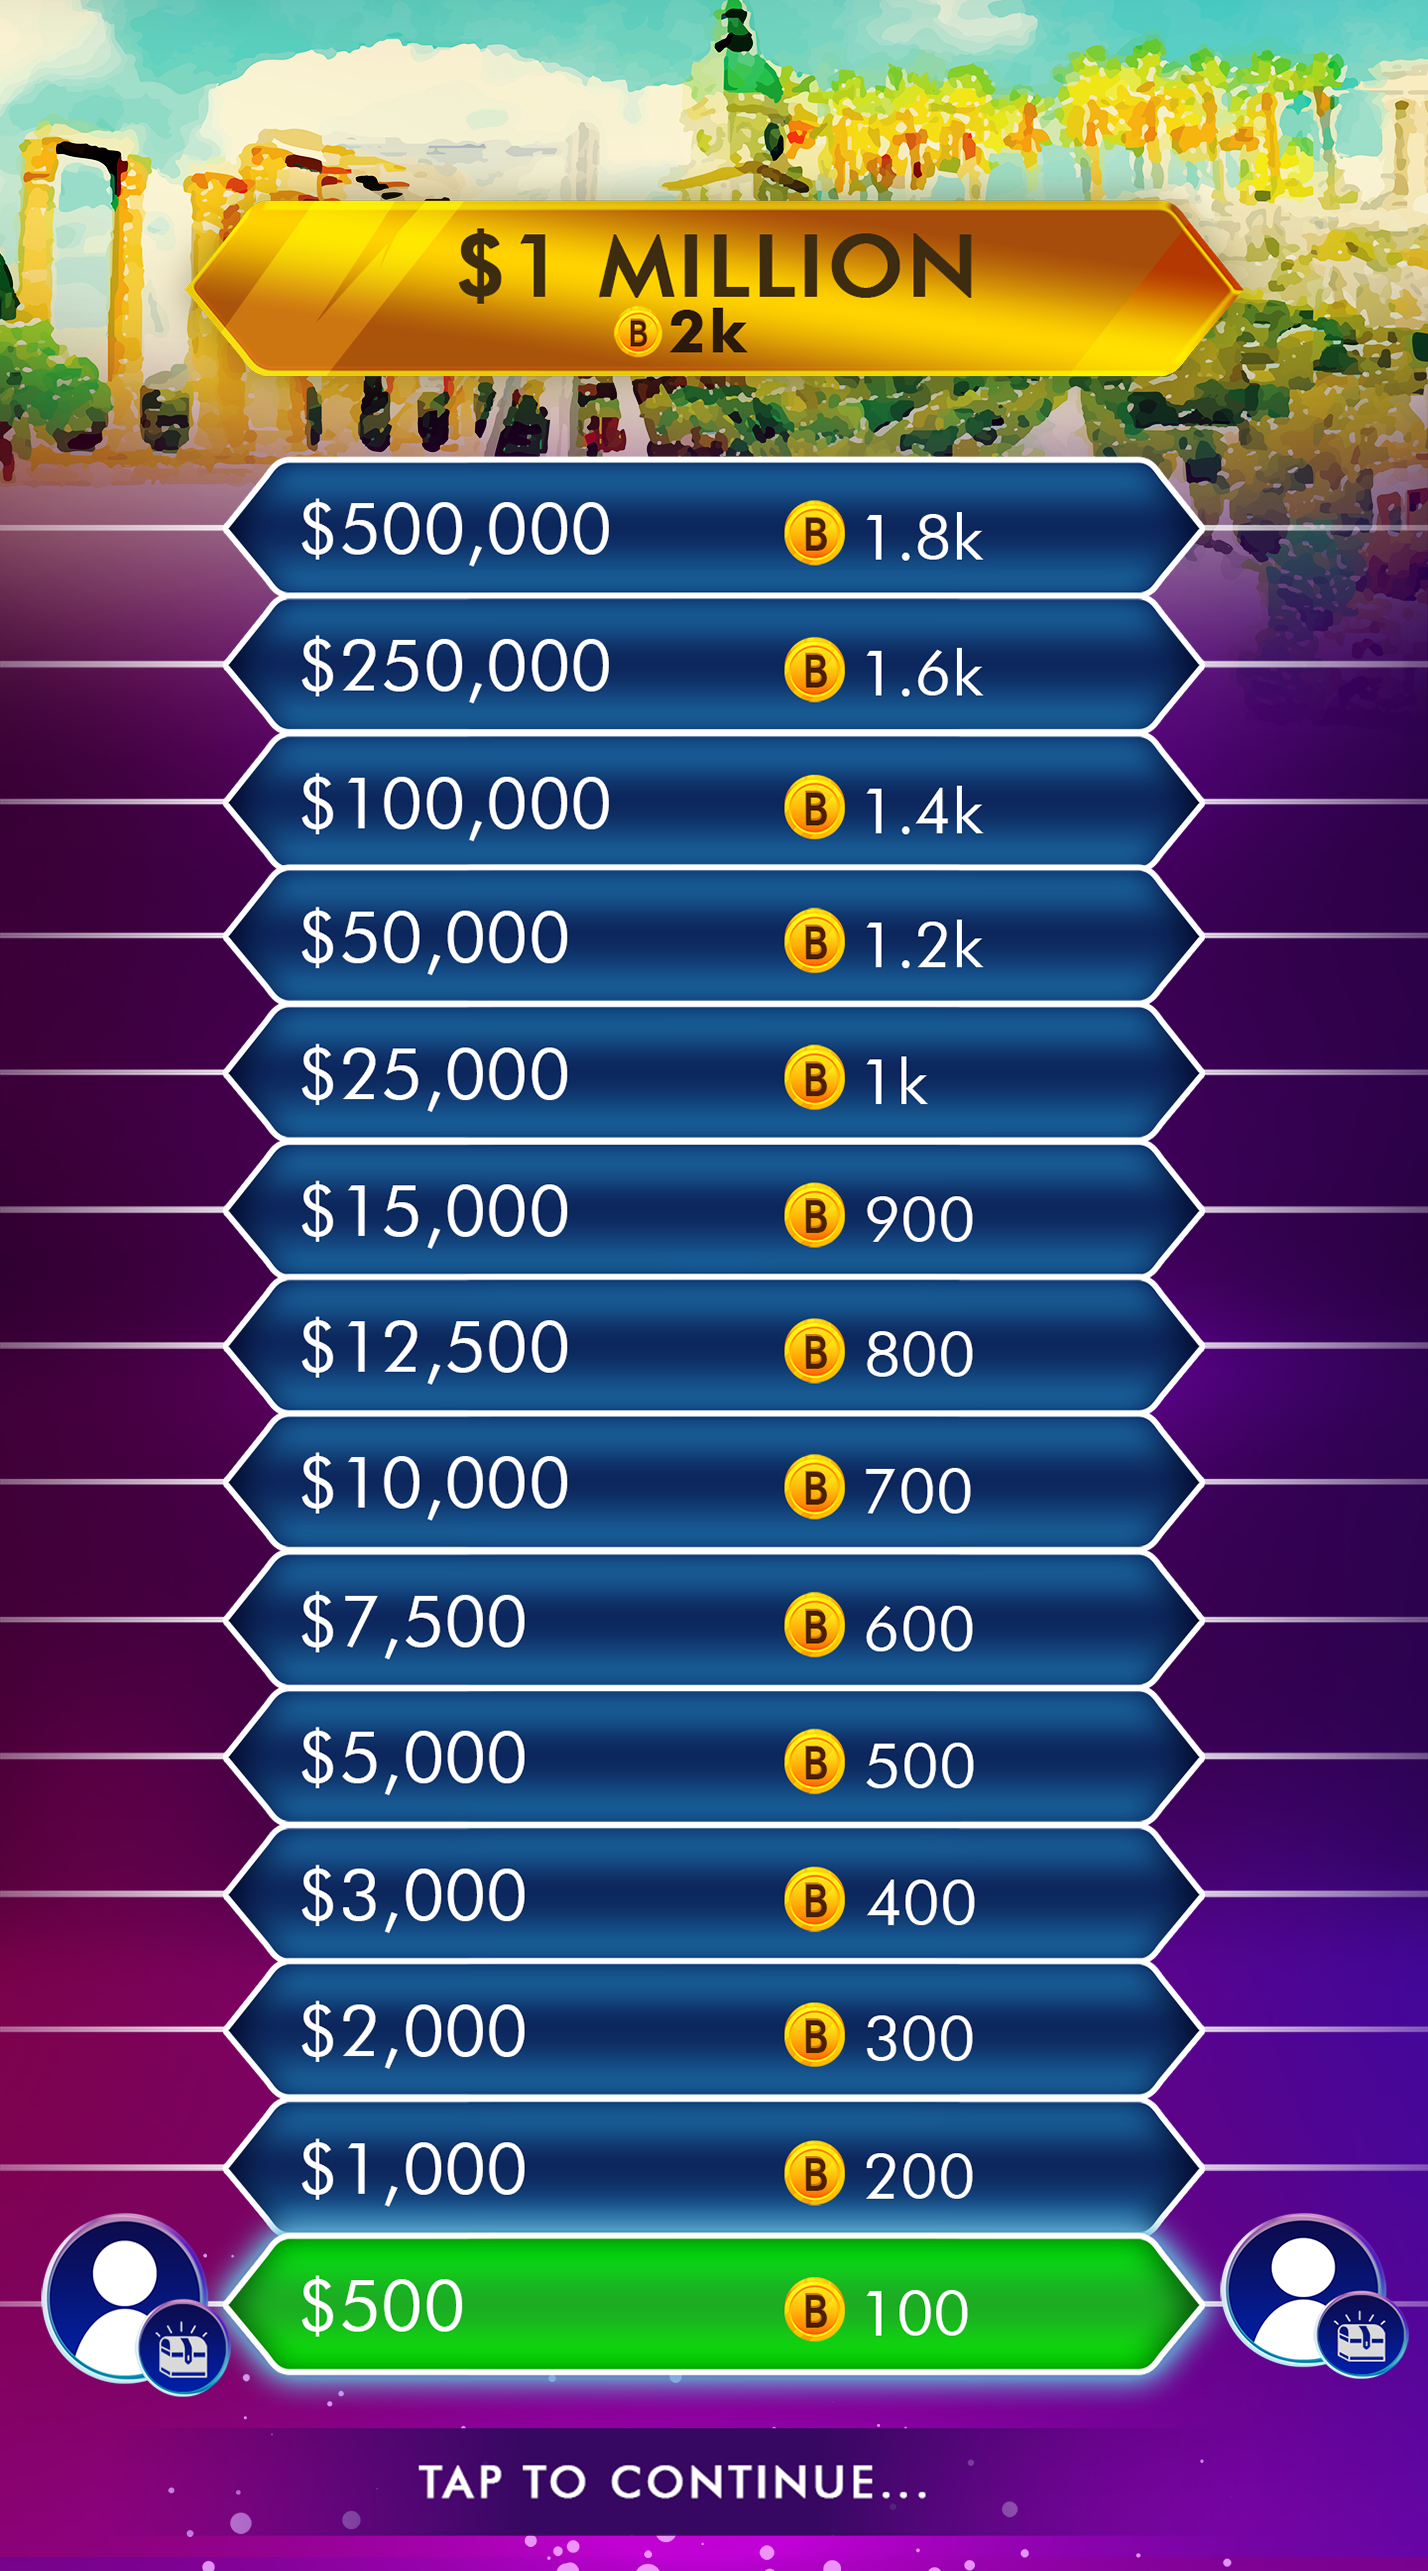 $1 MILLION
B 2k
$500,000 B 1.8k
$250,000 B 1.6k
$100,000 B 1.4k
$50,000 B 1.2k
$25,000 B 1k
$15,000 B 900
$12,500 B 800
$10,000 B 700
$7,500 B 600
$5,000 B 500
$3,000 B 400
$2,000 B 300
$1,000 B 200
$500 B 100
TAP TO CONTINUE...